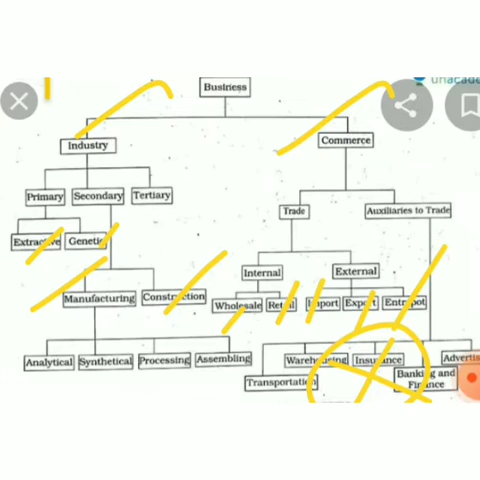 unacade
Business
Industry
Commerce
Primary Secondary Tertiary
Trade Auxiliaries to Trade
Extractive Genetic
Internal External
Manufacturing Construction
Wholesale Retail Import Export Entrepot
Analytical Synthetical Processing Assembling
Warehousing Insurance Advertis
Transportation Banking and
Finance